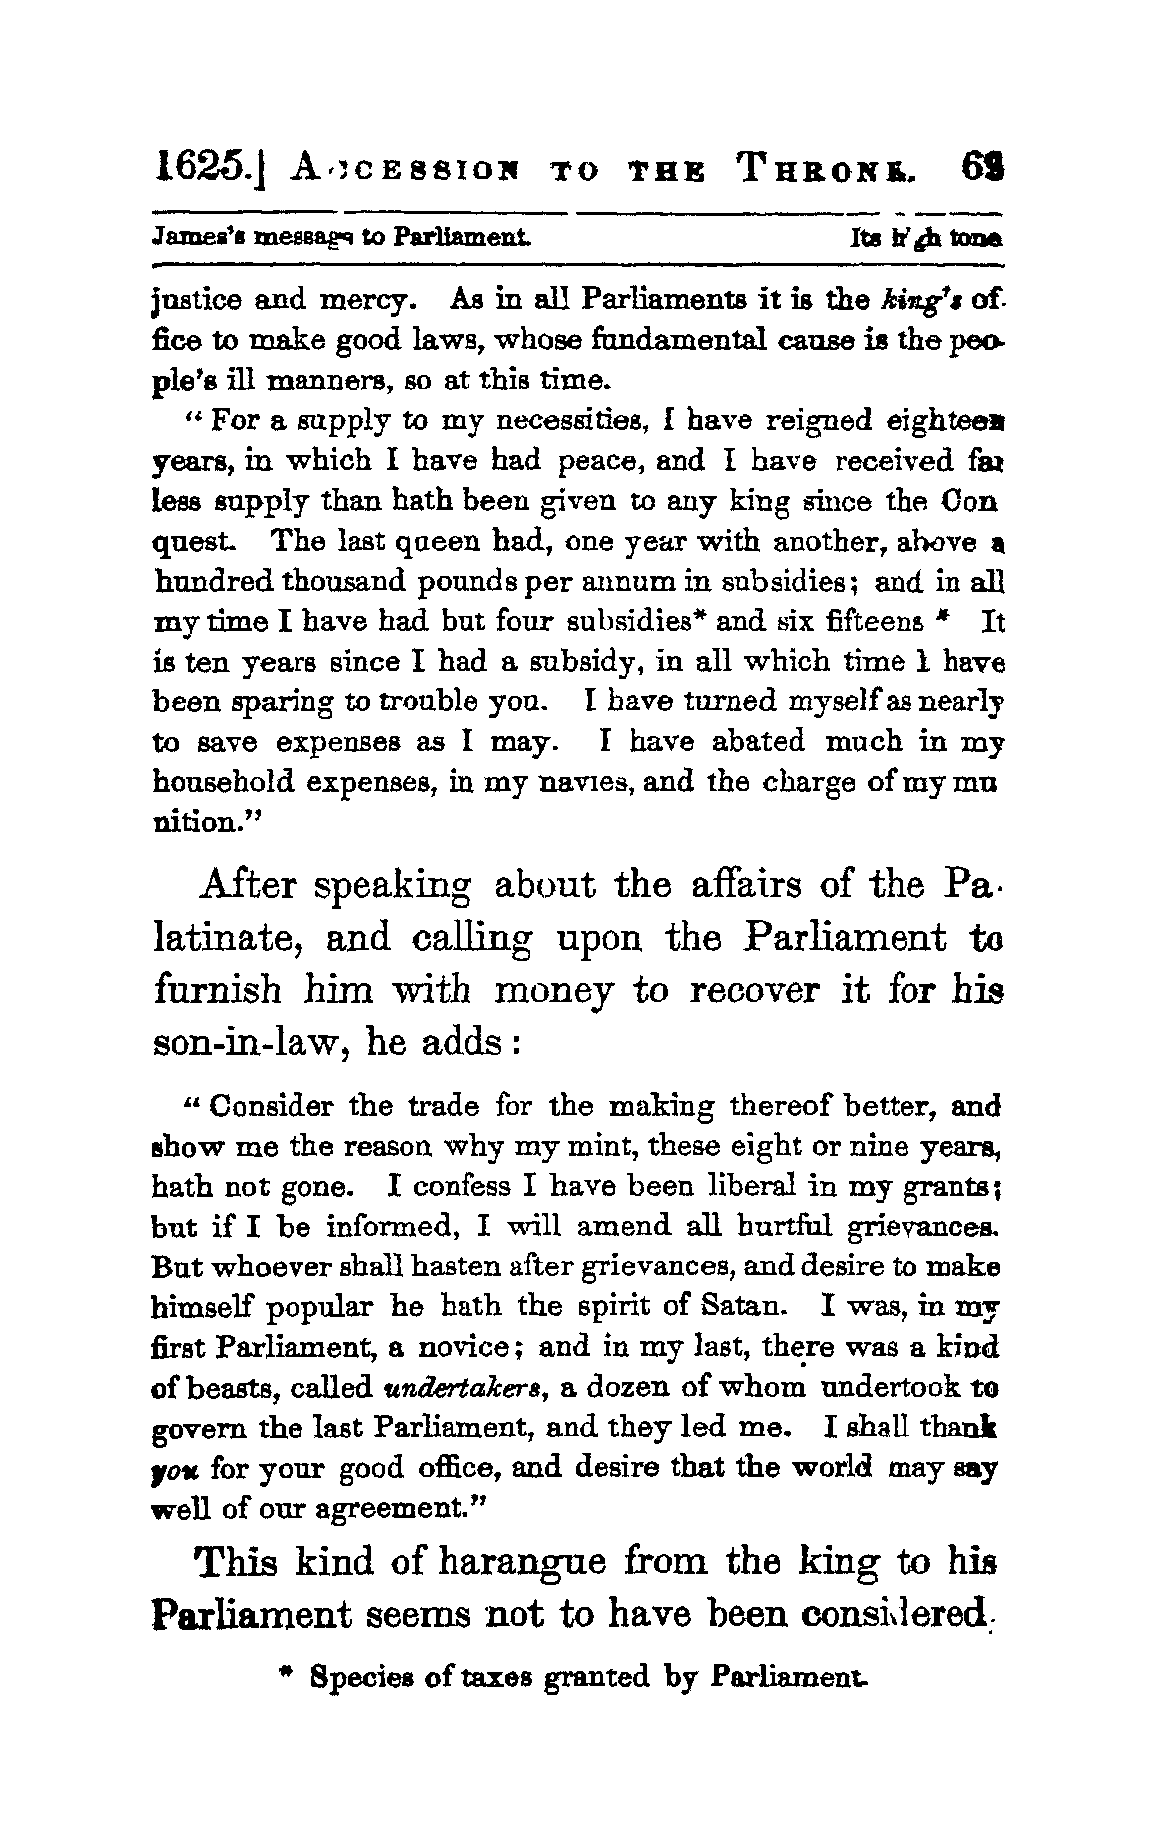 1625.] Accession to the Throne. 63
James's message to Parliament. Its high tone
justice and mercy. As in all Parliaments it is the king's of-
fice to make good laws, whose fundamental cause is the peo-
ple's ill manners, so at this time.
" For a supply to my necessities, I have reigned eighteen
years, in which I have had peace, and I have received far
less supply than hath been given to any king since the Con
quest. The last queen had, one year with another, above a
hundred thousand pounds per annum in subsidies; and in all
my time I have had but four subsidies* and six fifteens * It
is ten years since I had a subsidy, in all which time I have
been sparing to trouble you. I have turned myself as nearly
to save expenses as I may. I have abated much in my
household expenses, in my navies, and the charge of my mu
nition."
After speaking about the affairs of the Pa-
latinate, and calling upon the Parliament to
furnish him with money to recover it for his
son-in-law, he adds :
" Consider the trade for the making thereof better, and
show me the reason why my mint, these eight or nine years,
hath not gone. I confess I have been liberal in my grants;
but if I be informed, I will amend all hurtful grievances.
But whoever shall hasten after grievances, and desire to make
himself popular he hath the spirit of Satan. I was, in my
first Parliament, a novice; and in my last, there was a kind
of beasts, called undertakers, a dozen of whom undertook to
govern the last Parliament, and they led me. I shall thank
you for your good office, and desire that the world may say
well of our agreement."
This kind of harangue from the king to his
Parliament seems not to have been considered.
* Species of taxes granted by Parliament.